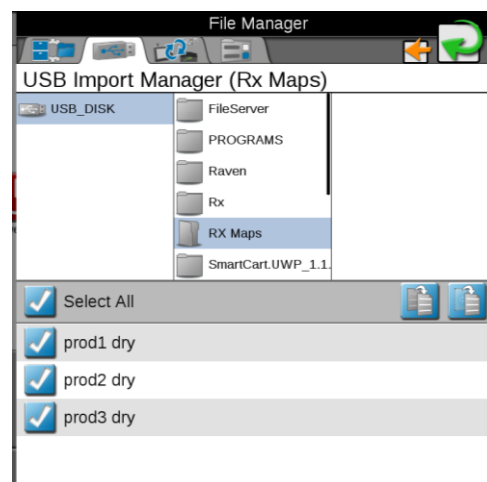 File Manager
USB Import Manager (Rx Maps)
USB_DISK
FileServer
PROGRAMS
Raven
Rx
RX Maps
SmartCart.UWP_1.1.
Select All
prod1 dry
prod2 dry
prod3 dry